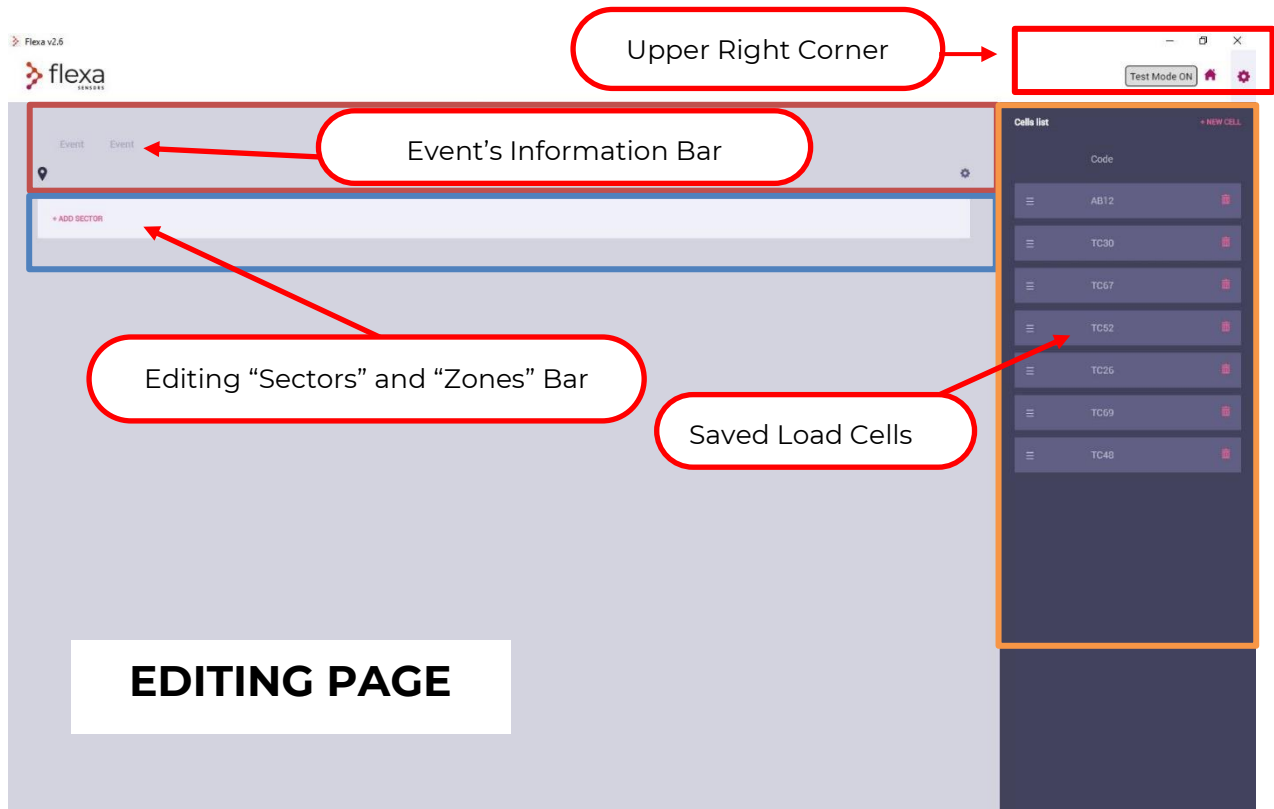 Flexa v2.6
Upper Right Corner
flexa
SENSORS
Test Mode ON
Event Event
Event’s Information Bar
Cells list
+ NEW CELL
Code
+ ADD SECTOR
AB12
TC30
TC67
TC52
TC26
TC69
TC48
Editing “Sectors” and “Zones” Bar
Saved Load Cells
EDITING PAGE